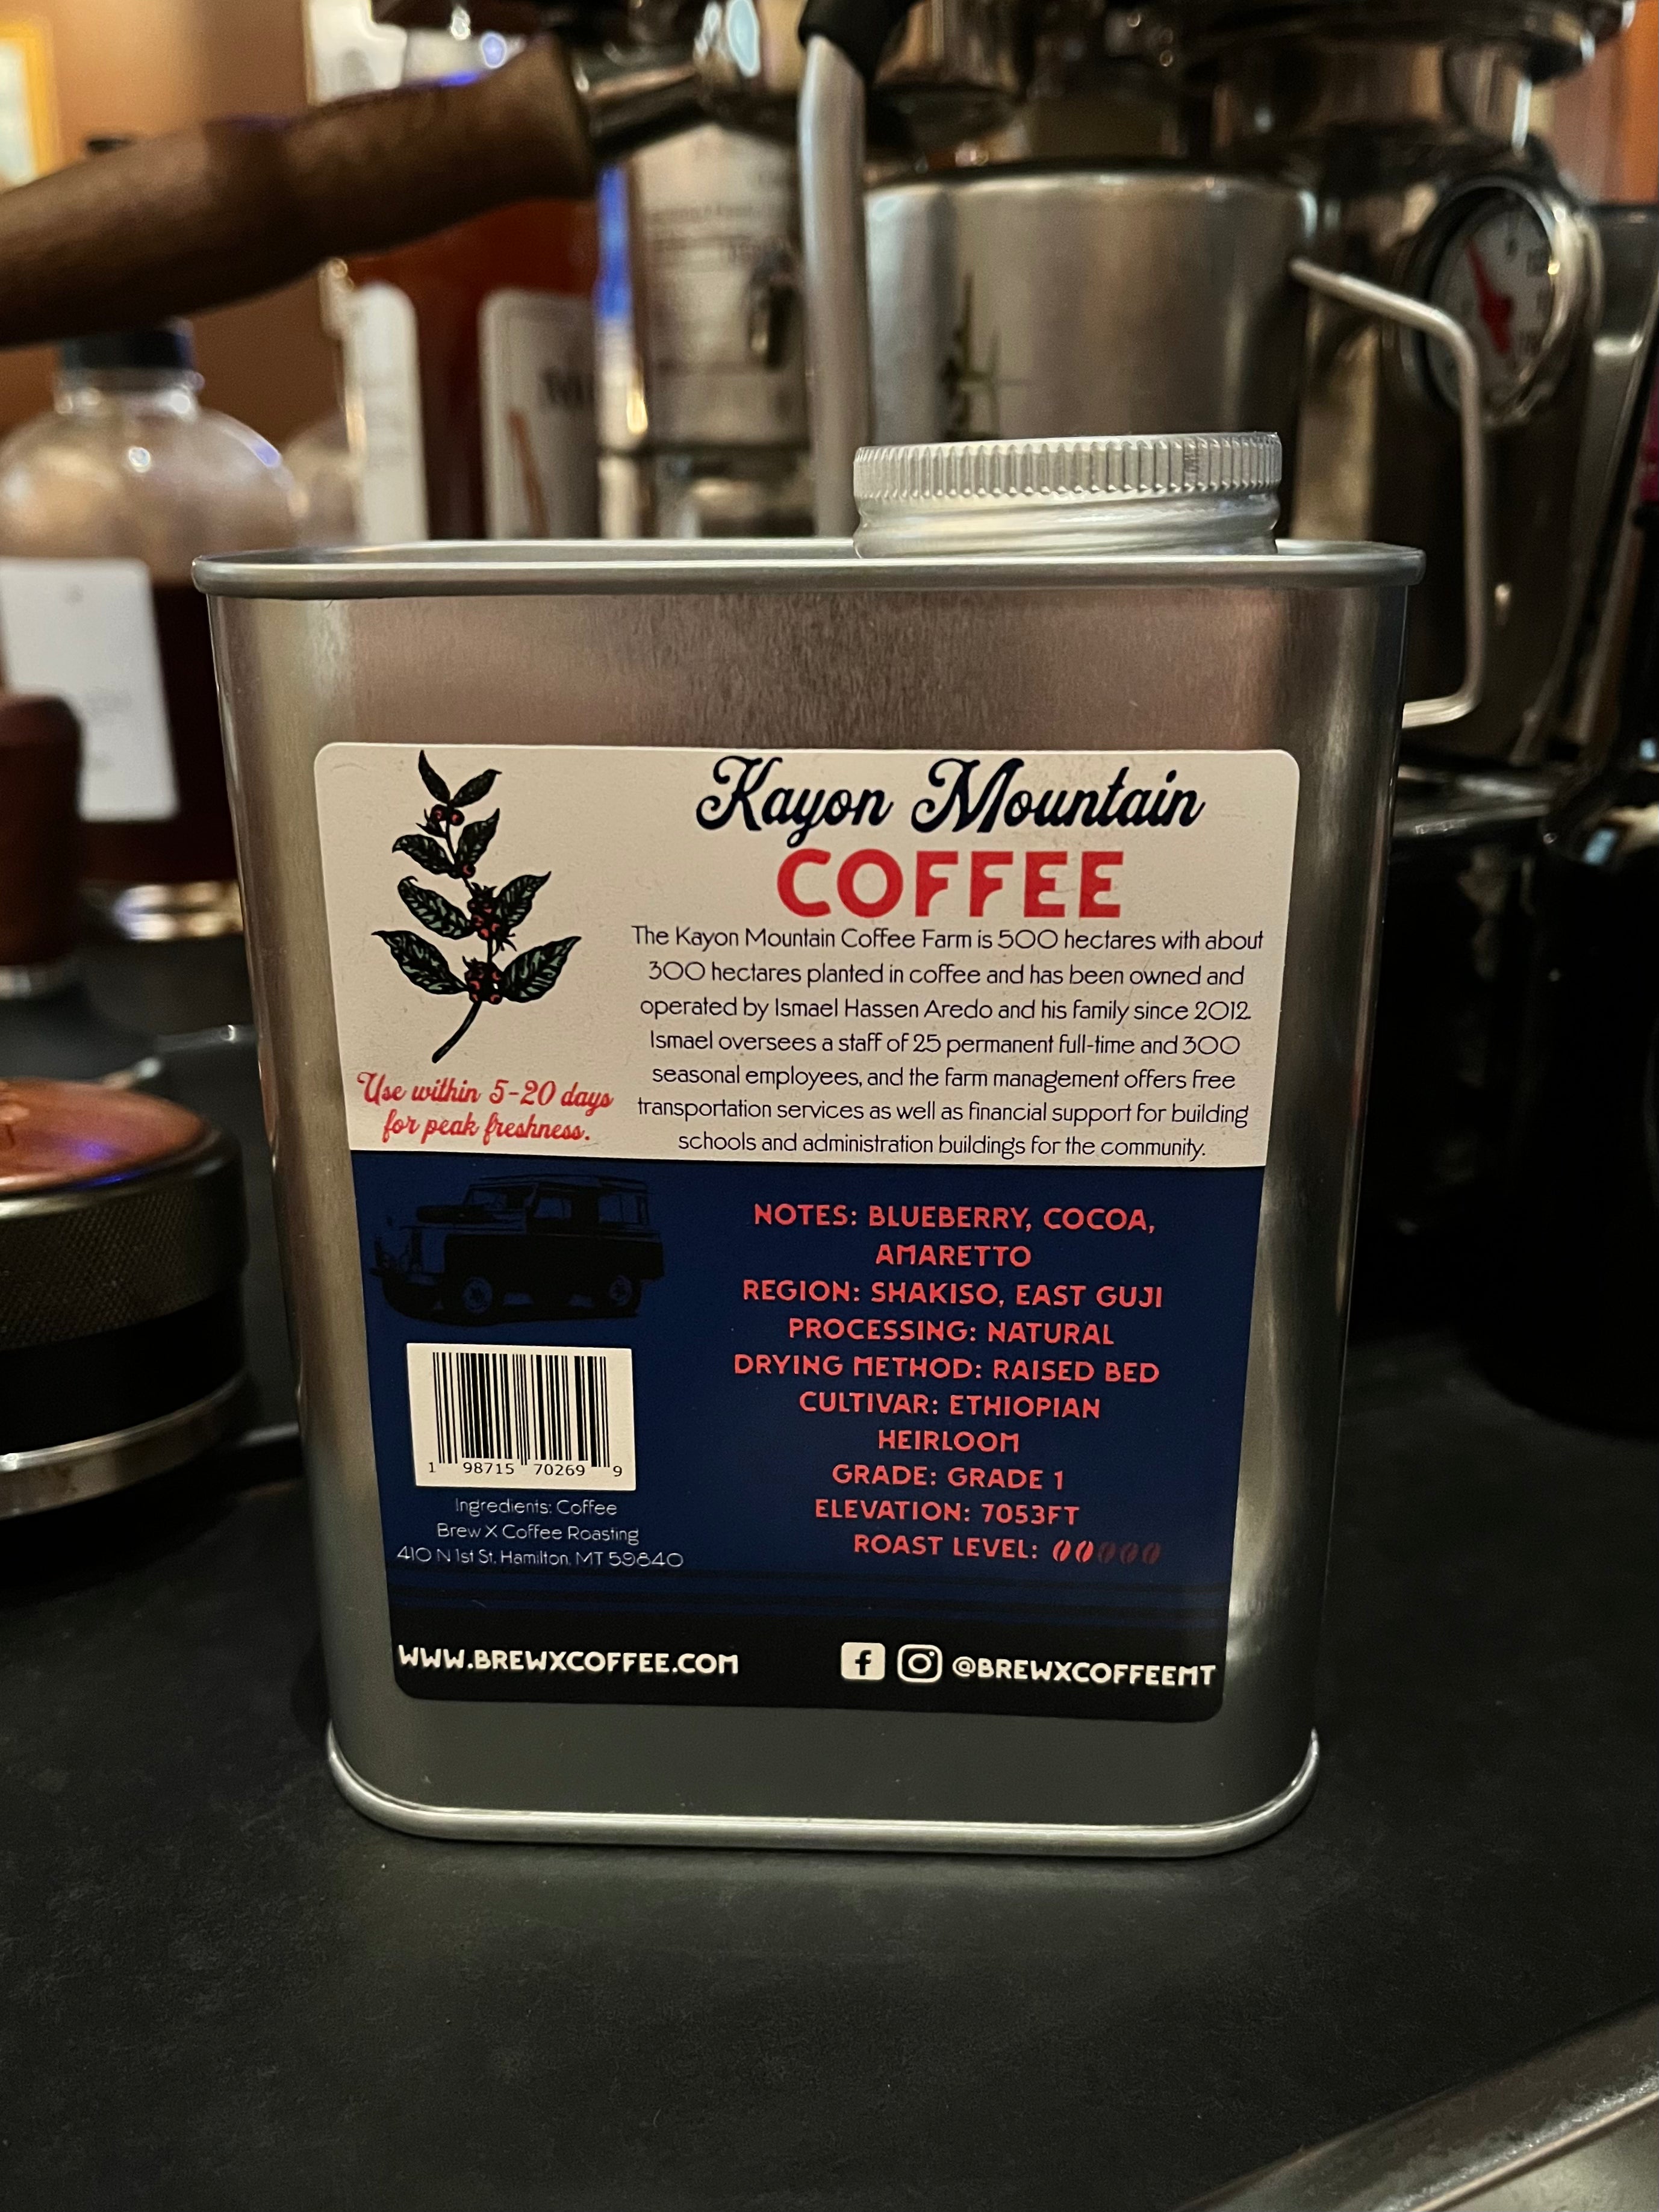 Kayon Mountain
COFFEE
The Kayon Mountain Coffee Farm is 500 hectares with about
300 hectares planted in coffee and has been owned and
operated by Ismael Hassen Aredo and his family since 2012.
Ismael oversees a staff of 25 permanent full-time and 300
seasonal employees, and the farm management offers free
transportation services as well as financial support for building
schools and administration buildings for the community.
Use within 5-20 days
for peak freshness.
NOTES: BLUEBERRY, COCOA,
AMARETTO
REGION: SHAKISO, EAST GUJI
PROCESSING: NATURAL
DRYING METHOD: RAISED BED
CULTIVAR: ETHIOPIAN
HEIRLOOM
GRADE: GRADE 1
ELEVATION: 7053FT
ROAST LEVEL:
1 98715 70269 9
Ingredients: Coffee
Brew X Coffee Roasting
410 N 1st St, Hamilton, MT 59840
WWW.BREWXCOFFEE.COM
@BREWXCOFFEEMT